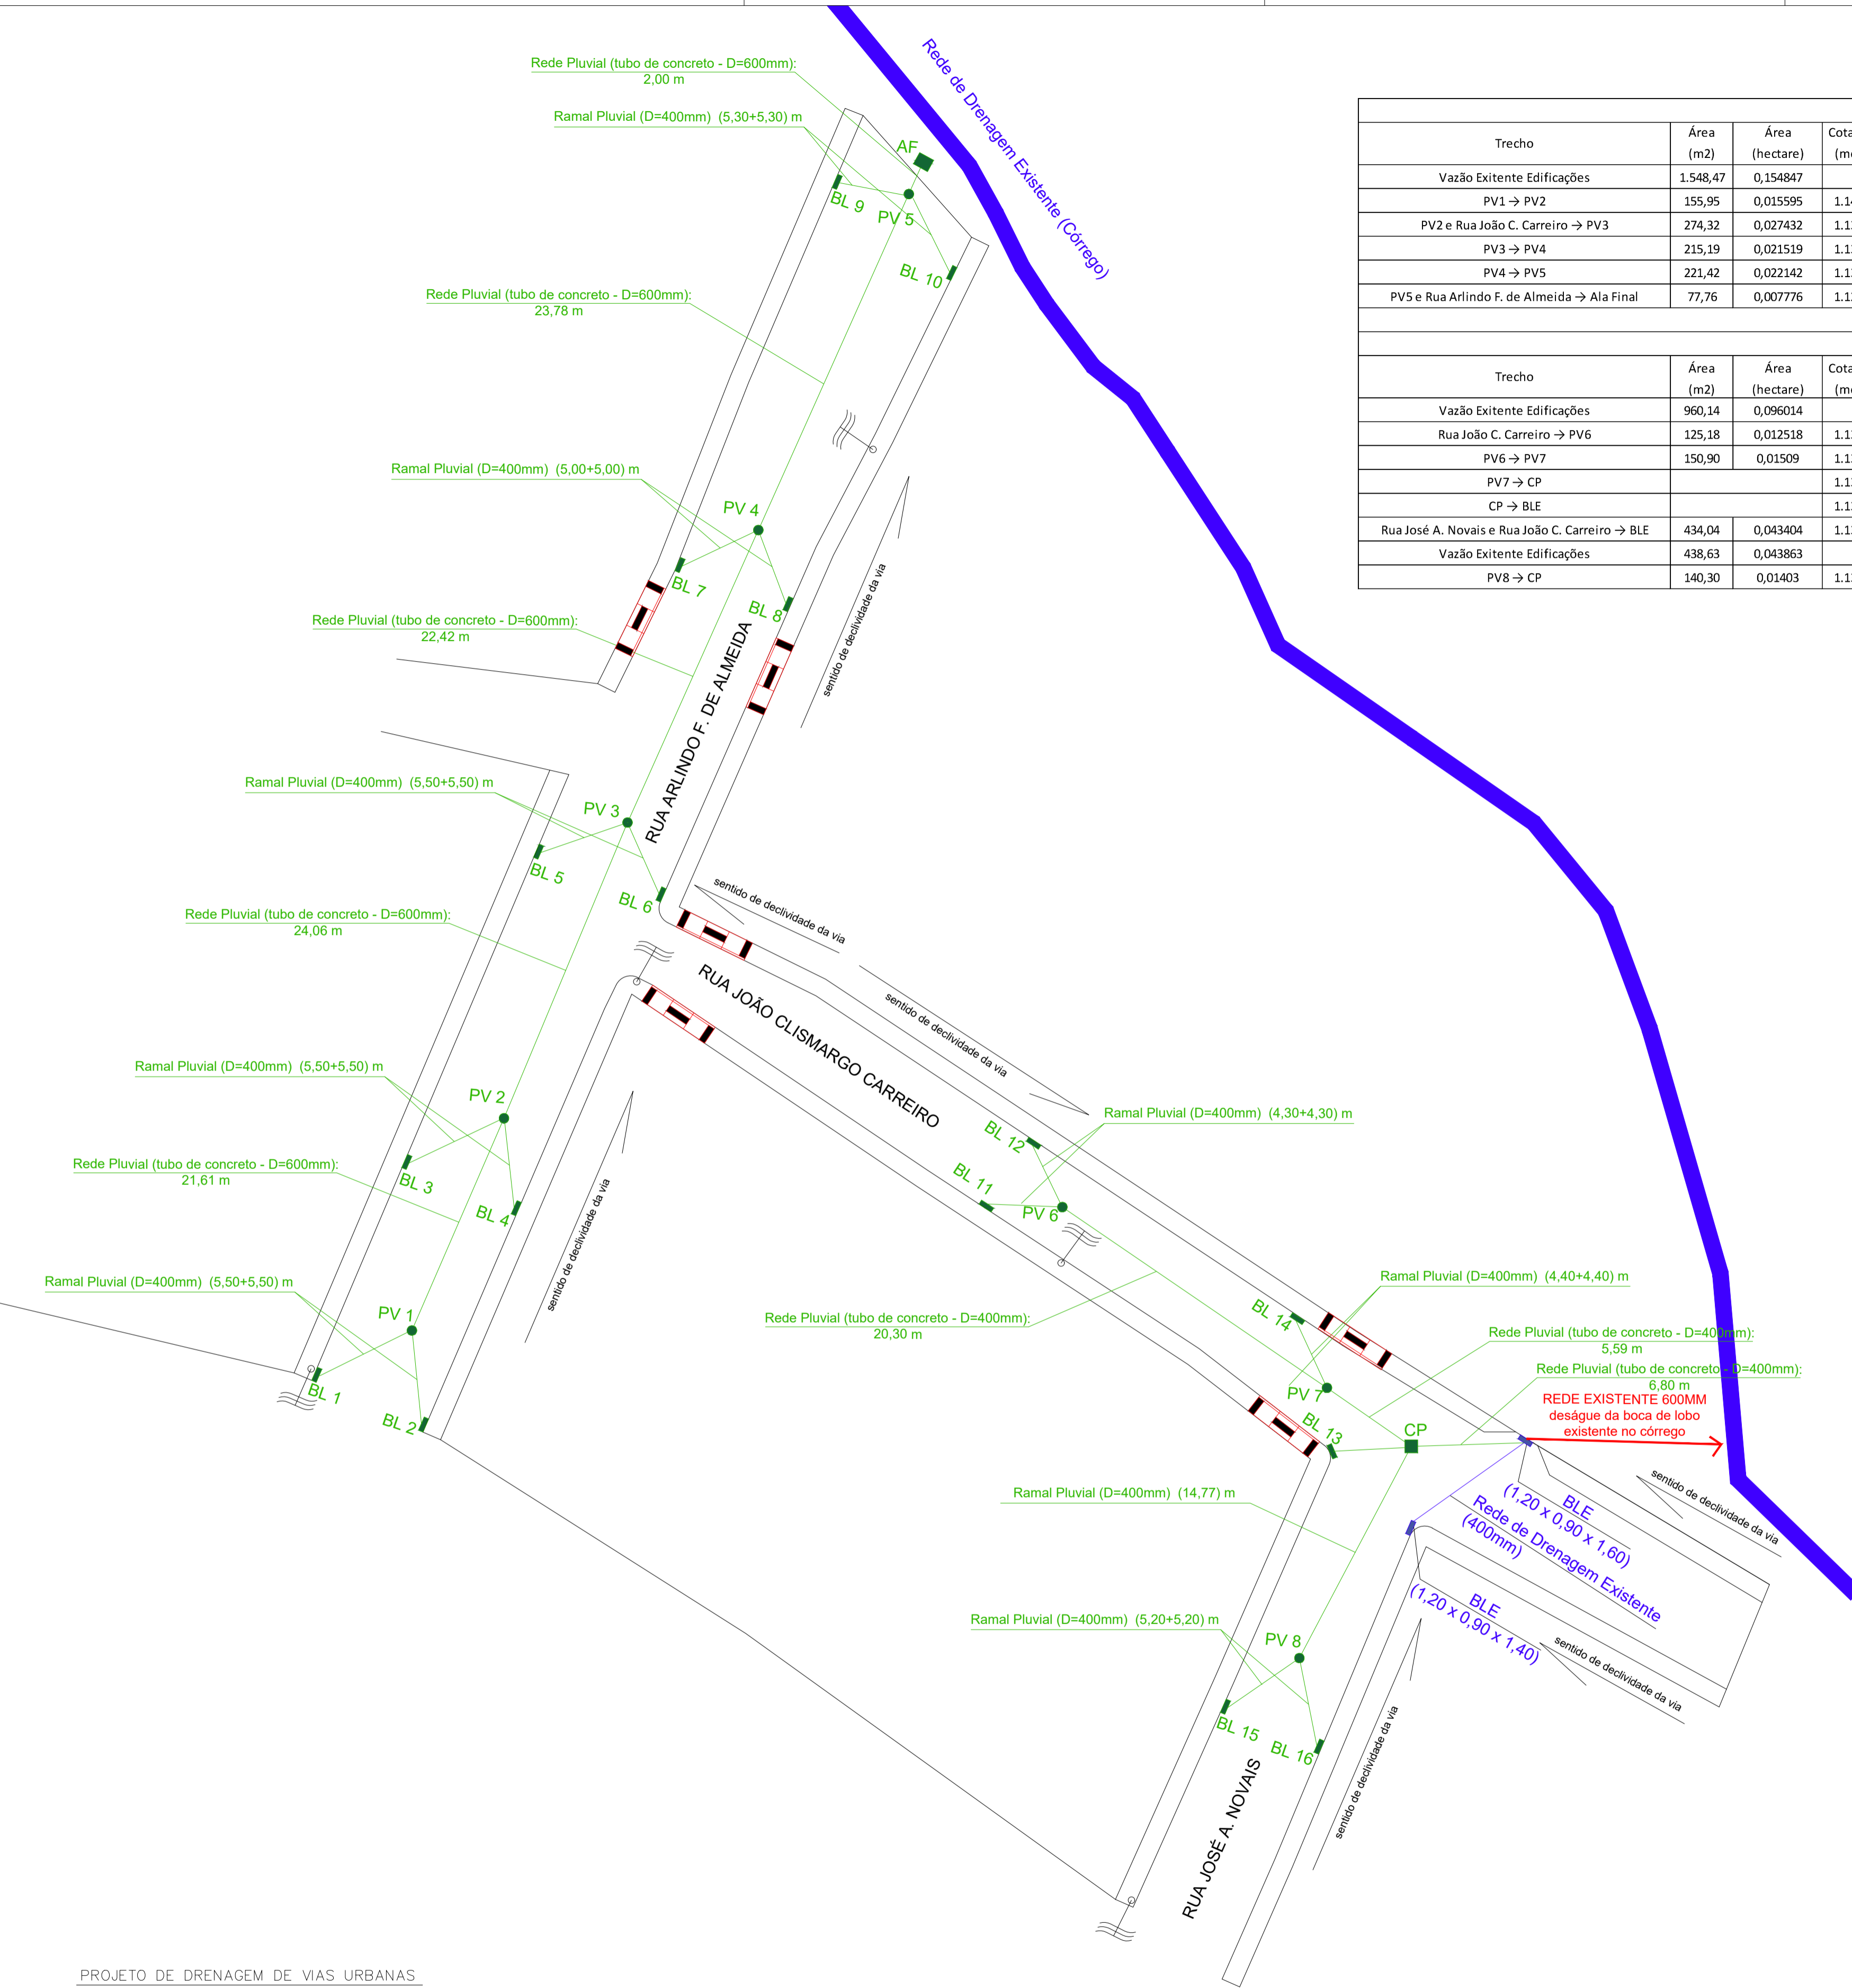 Rede Pluvial (tubo de concreto - D=600mm):
2,00 m
Ramal Pluvial (D=400mm) (5,30+5,30) m
AF
BL 9
PV 5
BL 10
Rede de Drenagem Existente (Córrego)
Rede Pluvial (tubo de concreto - D=600mm):
23,78 m
Ramal Pluvial (D=400mm) (5,00+5,00) m
PV 4
BL 7
BL 8
Rede Pluvial (tubo de concreto - D=600mm):
22,42 m
RUA ARLINDO F. DE ALMEIDA
sentido de declividade da via
Ramal Pluvial (D=400mm) (5,50+5,50) m
PV 3
BL 5
BL 6
sentido de declividade da via
Rede Pluvial (tubo de concreto - D=600mm):
24,06 m
RUA JOÃO CLISMARGO CARREIRO
sentido de declividade da via
Ramal Pluvial (D=400mm) (5,50+5,50) m
PV 2
BL 3
BL 4
Rede Pluvial (tubo de concreto - D=600mm):
21,61 m
sentido de declividade da via
Ramal Pluvial (D=400mm) (5,50+5,50) m
PV 1
BL 1
BL 2
Ramal Pluvial (D=400mm) (4,30+4,30) m
BL 12
BL 11
PV 6
Rede Pluvial (tubo de concreto - D=400mm):
20,30 m
Ramal Pluvial (D=400mm) (4,40+4,40) m
BL 14
PV 7
BL 13
Rede Pluvial (tubo de concreto - D=400mm):
5,59 m
Rede Pluvial (tubo de concreto - D=400mm):
6,80 m
REDE EXISTENTE 600MM
deságue da boca de lobo
existente no córrego
CP
Ramal Pluvial (D=400mm) (14,77) m
BLE
(1,20 x 0,90 x 1,60)
Rede de Drenagem Existente
(400mm)
BLE
(1,20 x 0,90 x 1,40)
sentido de declividade da via
sentido de declividade da via
Ramal Pluvial (D=400mm) (5,20+5,20) m
PV 8
BL 15
BL 16
RUA JOSÉ A. NOVAIS
sentido de declividade da via
Trecho Área (m2) Área (hectare)
Vazão Exitente Edificações 1.548,47 0,154847
PV1 → PV2 155,95 0,015595
PV2 e Rua João C. Carreiro → PV3 274,32 0,027432
PV3 → PV4 215,19 0,021519
PV4 → PV5 221,42 0,022142
PV5 e Rua Arlindo F. de Almeida → Ala Final 77,76 0,007776
Trecho Área (m2) Área (hectare)
Vazão Exitente Edificações 960,14 0,096014
Rua João C. Carreiro → PV6 125,18 0,012518
PV6 → PV7 150,90 0,01509
PV7 → CP
CP → BLE
Rua José A. Novais e Rua João C. Carreiro → BLE 434,04 0,043404
Vazão Exitente Edificações 438,63 0,043863
PV8 → CP 140,30 0,01403
PROJETO DE DRENAGEM DE VIAS URBANAS